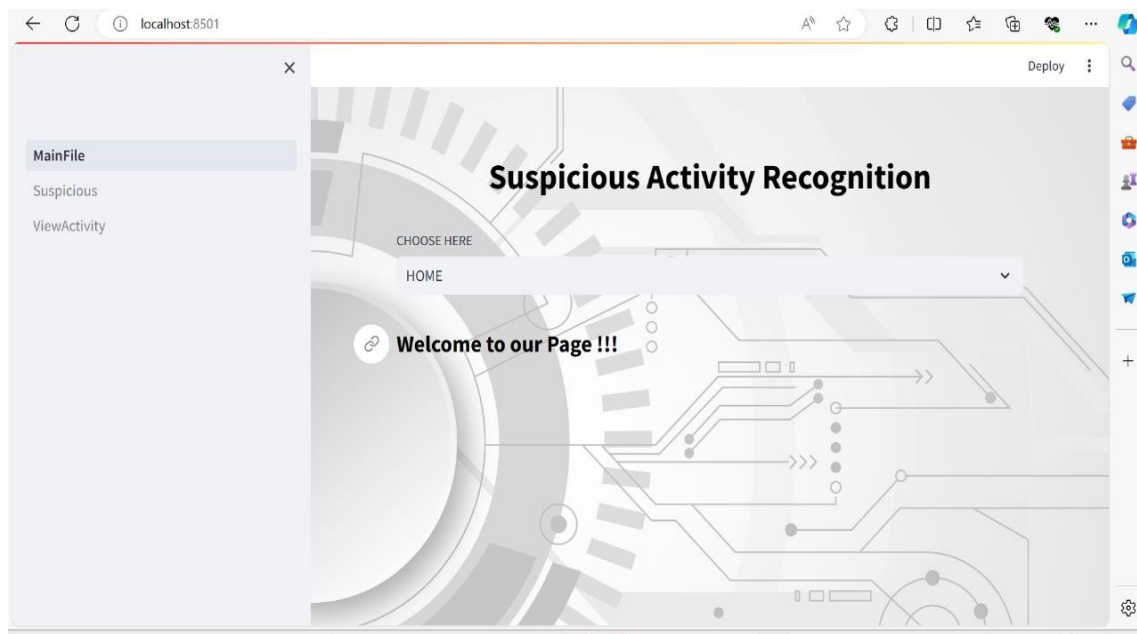 localhost:8501
Deploy
MainFile
Suspicious
ViewActivity
Suspicious Activity Recognition
CHOOSE HERE
HOME
Welcome to our Page !!!